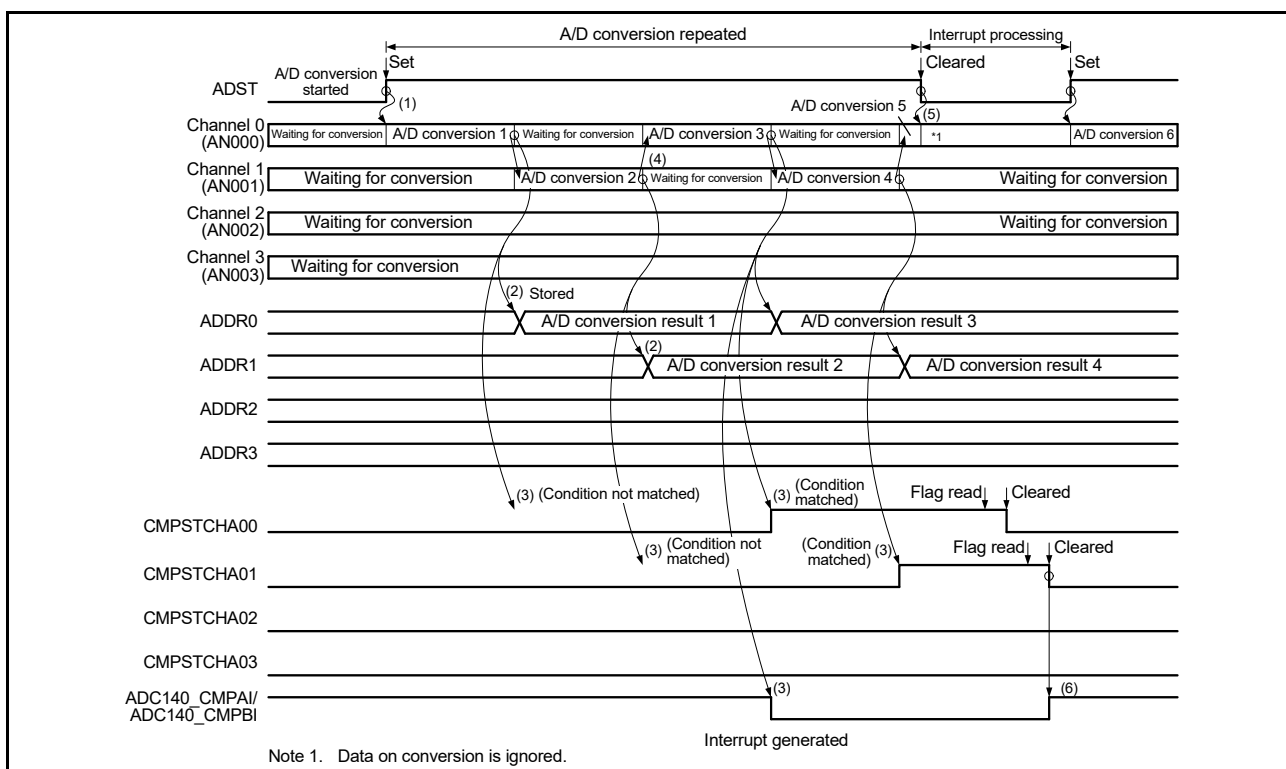 A/D conversion repeated
Interrupt processing
A/D conversion
started
Set
Cleared
Set
ADST
(1)
A/D conversion 5
(5)
Channel 0
(AN000)
Waiting for conversion
A/D conversion 1
Waiting for conversion
A/D conversion 3
Waiting for conversion
*1
A/D conversion 6
(4)
Channel 1
(AN001)
Waiting for conversion
A/D conversion 2
Waiting for conversion
A/D conversion 4
Waiting for conversion
Channel 2
(AN002)
Waiting for conversion
Waiting for conversion
Channel 3
(AN003)
Waiting for conversion
(2) Stored
ADDR0
A/D conversion result 1
A/D conversion result 3
(2)
ADDR1
A/D conversion result 2
A/D conversion result 4
ADDR2
ADDR3
(3) (Condition not matched)
(3) (Condition
matched)
Flag read
Cleared
CMPSTCHA00
(3) (Condition not
matched)
(Condition
matched) (3)
Flag read
Cleared
CMPSTCHA01
CMPSTCHA02
CMPSTCHA03
ADC140_CMPAI/
ADC140_CMPBI
(3)
(6)
Interrupt generated
Note 1. Data on conversion is ignored.